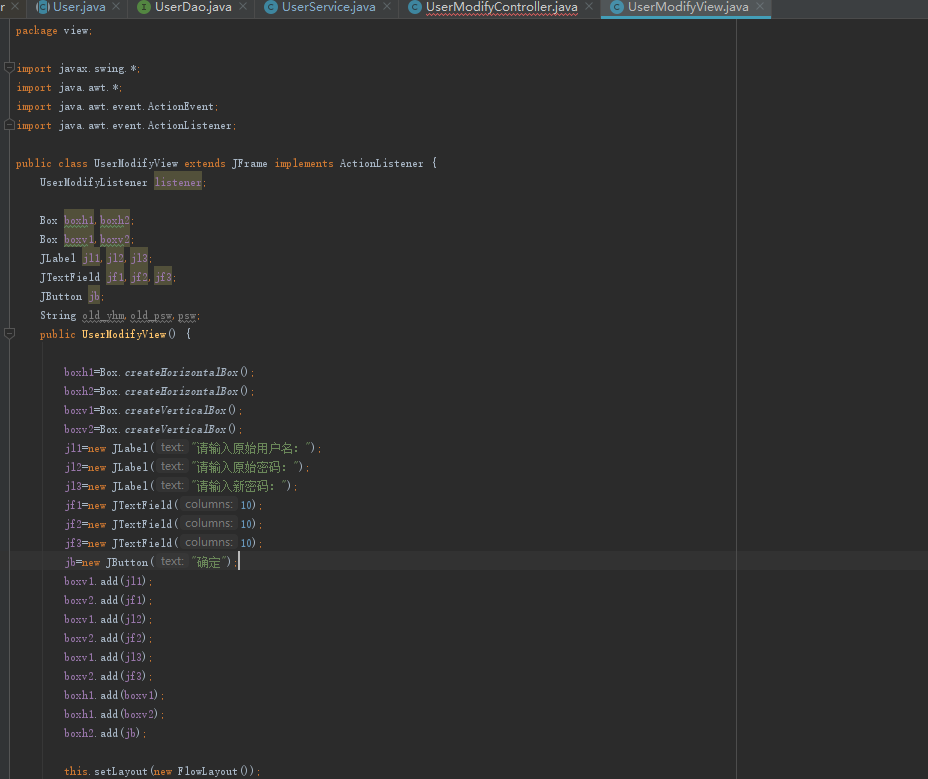 r User.java UserDao.java UserService.java UserModifyController.java UserModifyView.java
package view;
import javax.swing.*;
import java.awt.*;
import java.awt.event.ActionEvent;
import java.awt.event.ActionListener;
public class UserModifyView extends JFrame implements ActionListener {
UserModifyListener listener;
Box boxh1,boxh2;
Box boxv1,boxv2;
JLabel jl1,jl2,jl3;
JTextField jf1,jf2,jf3;
JButton jb;
String old_yhm,old_psw,psw;
public UserModifyView() {
boxh1=Box.createHorizontalBox();
boxh2=Box.createHorizontalBox();
boxv1=Box.createVerticalBox();
boxv2=Box.createVerticalBox();
jl1=new JLabel( text: "请输入原始用户名：");
jl2=new JLabel( text: "请输入原始密码：");
jl3=new JLabel( text: "请输入新密码：");
jf1=new JTextField( columns: 10);
jf2=new JTextField( columns: 10);
jf3=new JTextField( columns: 10);
jb=new JButton( text: "确定");
boxv1.add(jl1);
boxv2.add(jf1);
boxv1.add(jl2);
boxv2.add(jf2);
boxv1.add(jl3);
boxv2.add(jf3);
boxh1.add(boxv1);
boxh1.add(boxv2);
boxh2.add(jb);
this.setLayout(new FlowLayout());